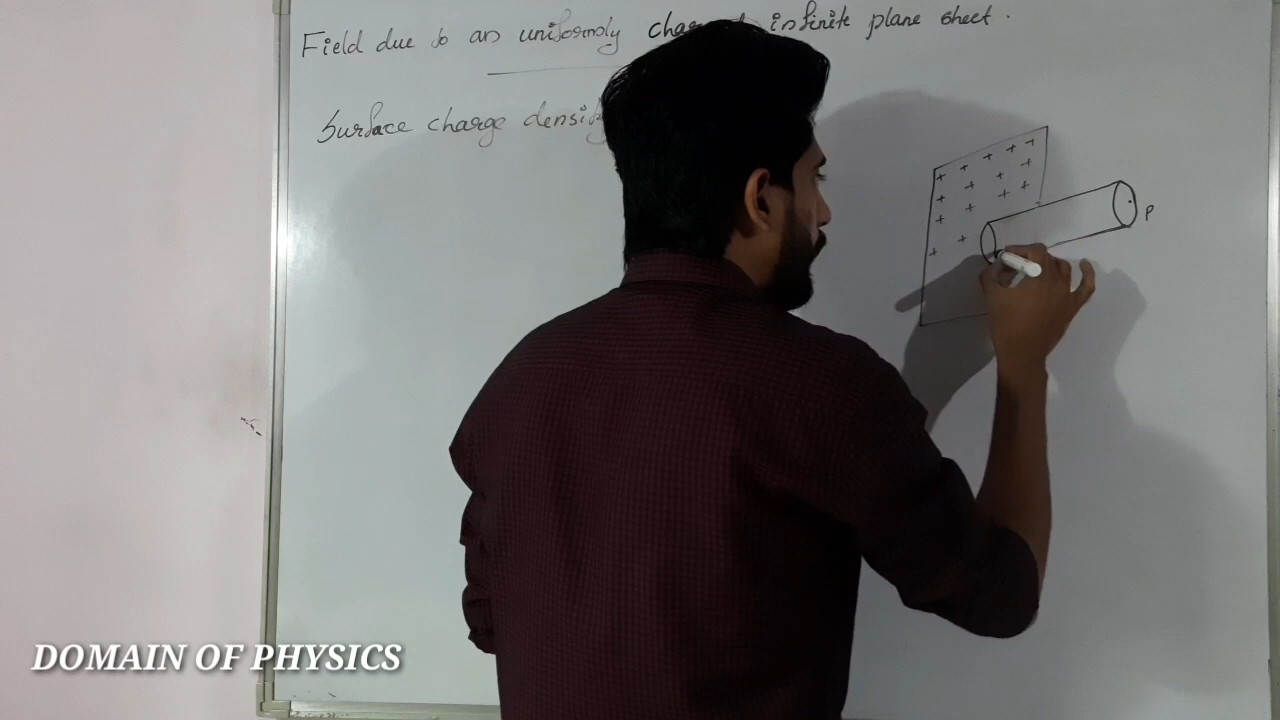 Field due to an uniformly infinite plane sheet .
Surface charge
P
DOMAIN OF PHYSICS